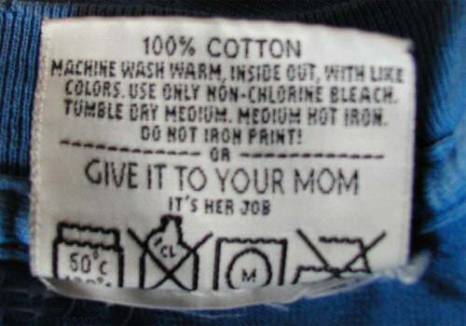 100% COTTON
MACHINE WASH WARM, INSIDE OUT, WITH LIKE
COLORS. USE ONLY NON-CHLORINE BLEACH.
TUMBLE DRY MEDIUM. MEDIUM HOT IRON.
DO NOT IRON PRINT!
OR
GIVE IT TO YOUR MOM
IT'S HER JOB
CL
M